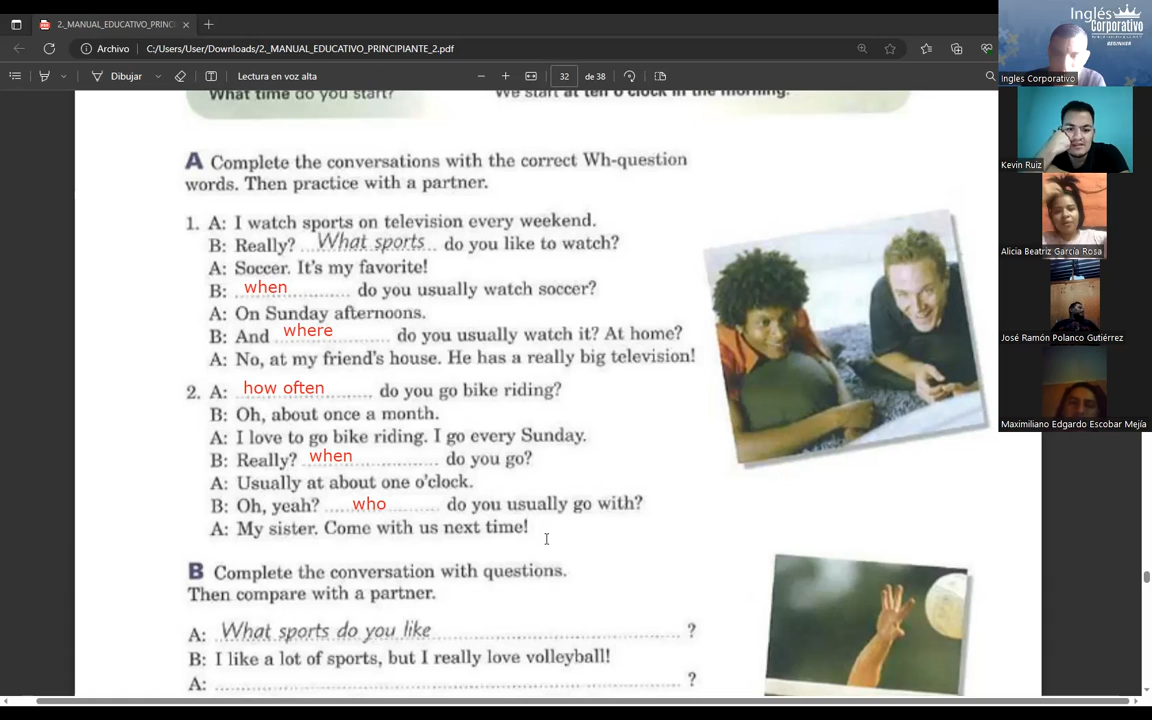 2._MANUAL_EDUCATIVO_PRINCI
Archivo C:/Users/User/Downloads/2._MANUAL_EDUCATIVO_PRINCIPIANTE_2.pdf
Dibujar Lectura en voz alta 32 de 38
What time do you start? We start at ten o'clock in the morning.
A Complete the conversations with the correct Wh-question
words. Then practice with a partner.
1. A: I watch sports on television every weekend.
B: Really? What sports do you like to watch?
A: Soccer. It's my favorite!
B: when do you usually watch soccer?
A: On Sunday afternoons.
B: And where do you usually watch it? At home?
A: No, at my friend's house. He has a really big television!
2. A: how often do you go bike riding?
B: Oh, about once a month.
A: I love to go bike riding. I go every Sunday.
B: Really? when do you go?
A: Usually at about one o'clock.
B: Oh, yeah? who do you usually go with?
A: My sister. Come with us next time!
B Complete the conversation with questions.
Then compare with a partner.
A: What sports do you like ?
B: I like a lot of sports, but I really love volleyball!
A: ?
Inglés
Corporativo
BEGINNER
Ingles Corporativo
Kevin Ruiz
Alicia Beatriz García Rosa
José Ramón Polanco Gutiérrez
Maximiliano Edgardo Escobar Mejía